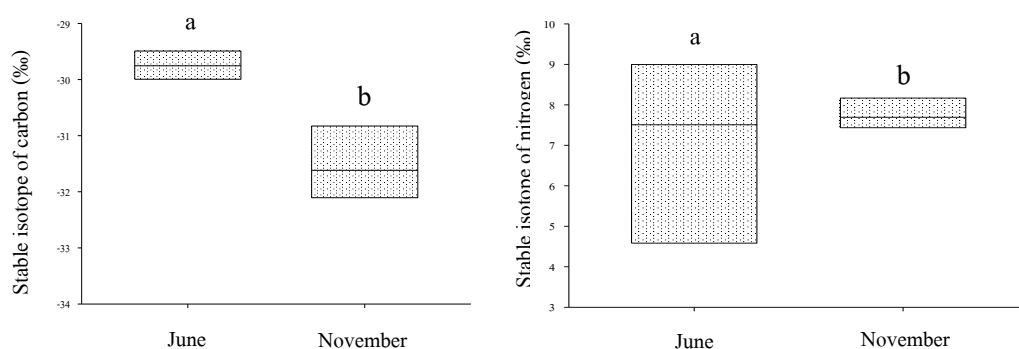 Stable isotope of carbon (‰)
-29
-30
-31
-32
-33
-34
a
b
June
November
Stable isotope of nitrogen (‰)
10
9
8
7
6
5
4
3
a
b
June
November